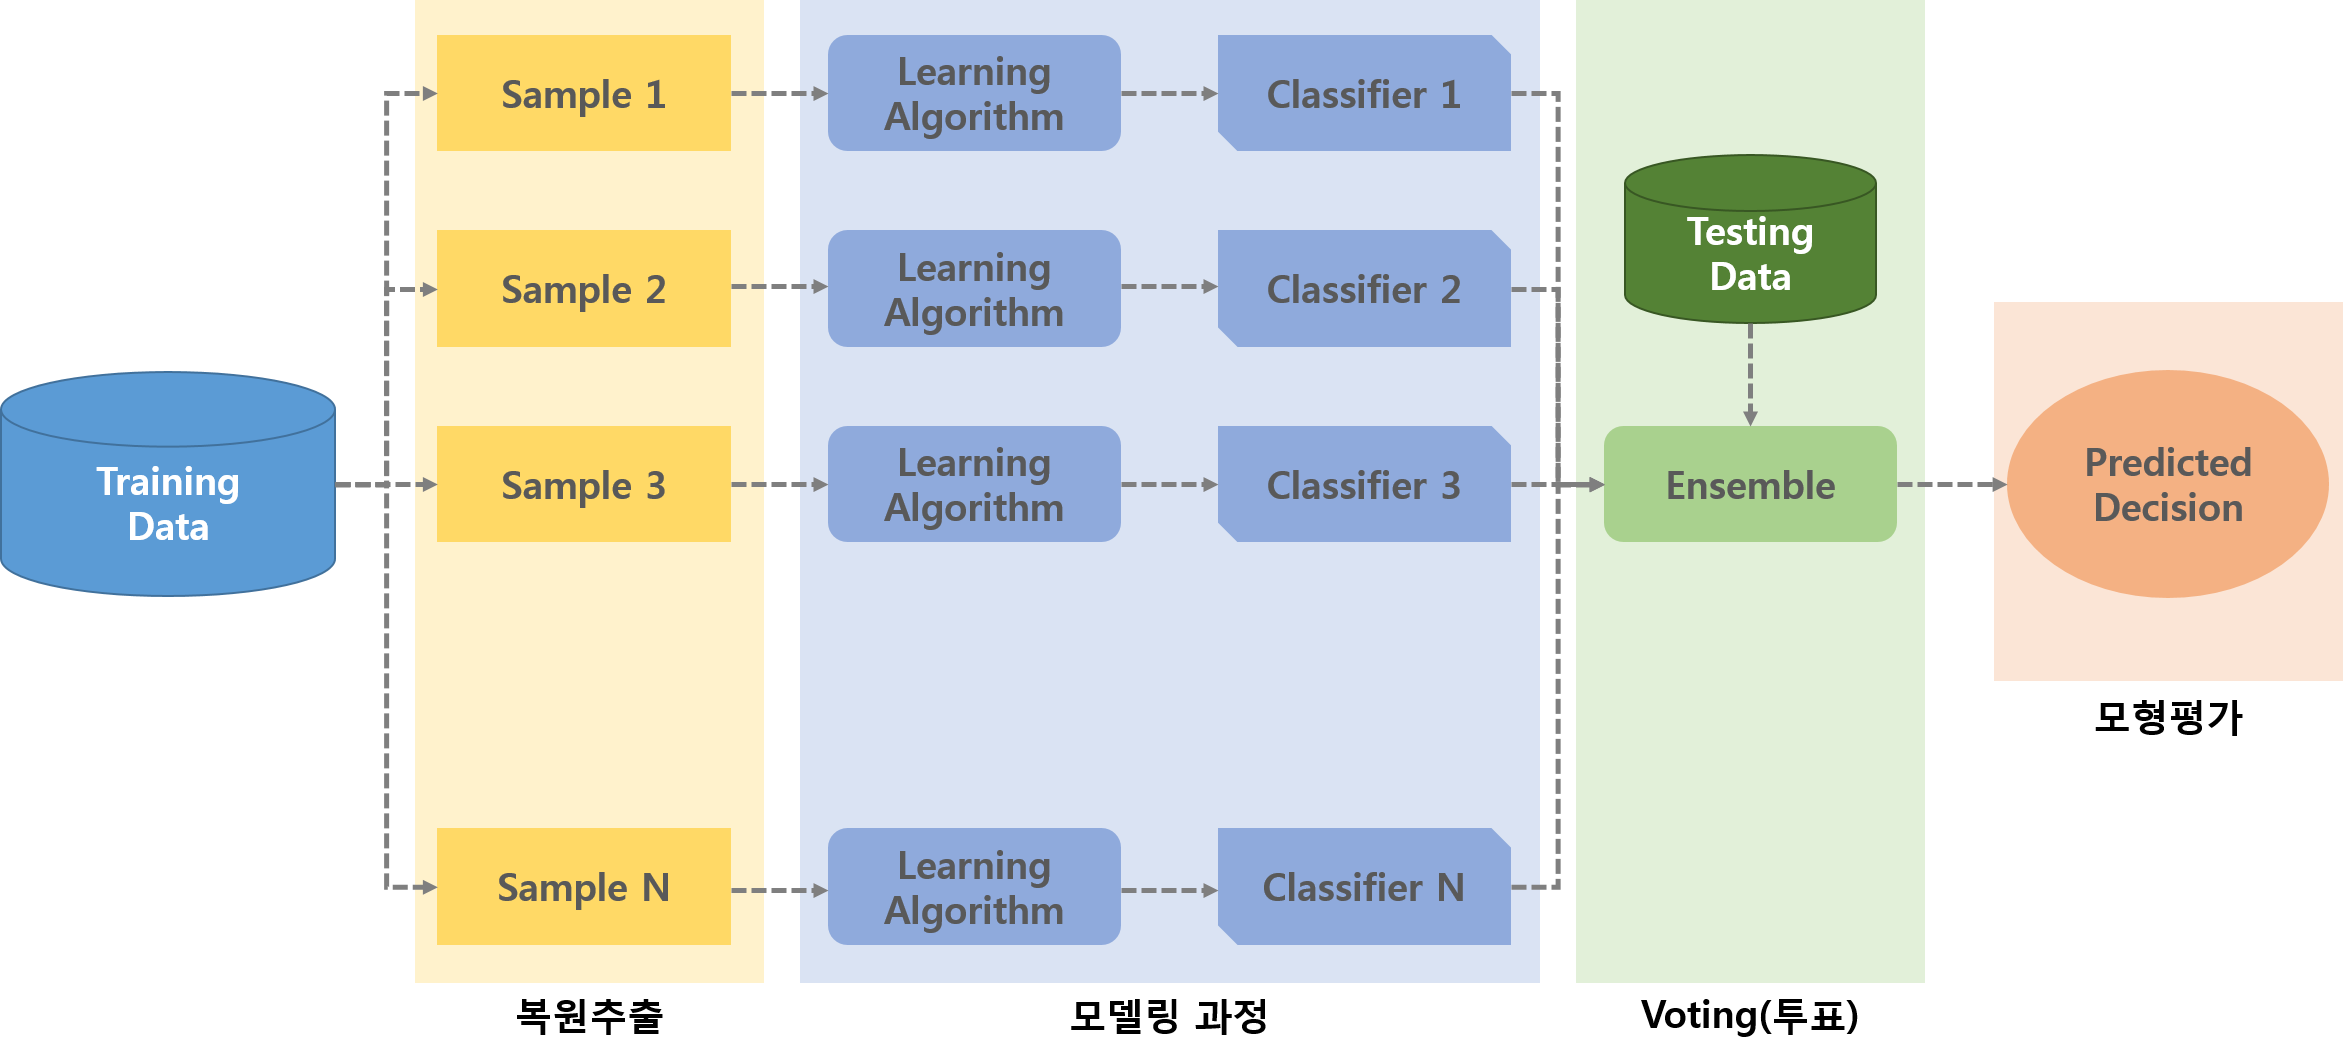 Training
Data
Sample 1
Learning
Algorithm
Classifier 1
Sample 2
Learning
Algorithm
Classifier 2
Sample 3
Learning
Algorithm
Classifier 3
Sample N
Learning
Algorithm
Classifier N
Testing
Data
Ensemble
Predicted
Decision
복원추출
모델링 과정
Voting(투표)
모형평가